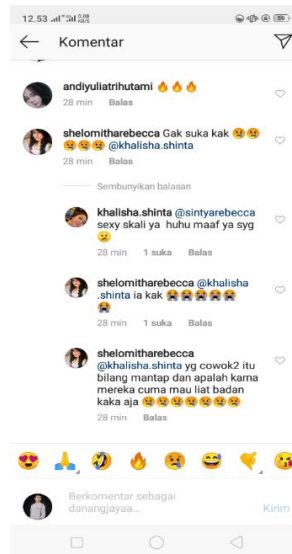 12.53
Komentar
andiyuliatrihutami 🔥🔥🔥
28 min Balas
shelomitharebecca Gak suka kak 😢😢
😢😢😢 @khalisha.shinta
28 min Balas
Sembunyikan balasan
khalisha.shinta @sintyarebecca
sexy skali ya huhu maaf ya syg
😦
28 min 1 suka Balas
shelomitharebecca @khalisha
.shinta ia kak 😭😭😭😭😭
😭
28 min 1 suka Balas
shelomitharebecca
@khalisha.shinta yg cowok2 itu
bilang mantap dan apalah karna
mereka cuma mau liat badan
kaka aja 😢😢😢😢😢😢😢
28 min Balas
😍 🙏 🤣 🔥 😢 😅 🤙 😘
Berkomentar sebagai
danangjayaa...
Kirim